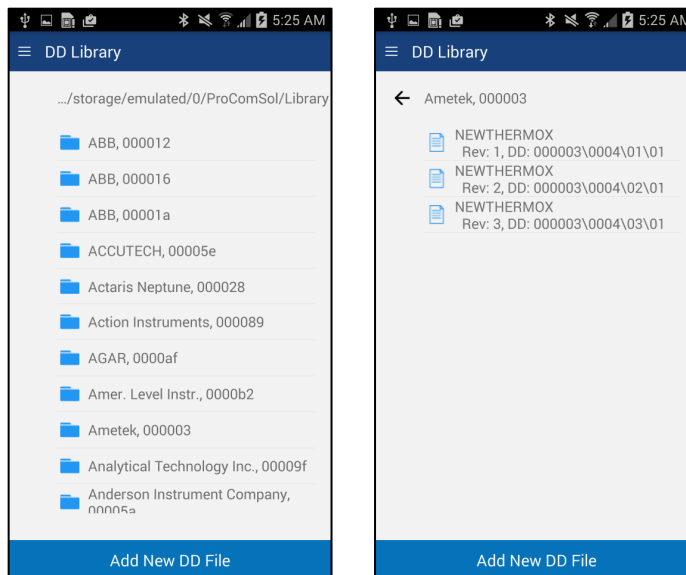 5:25 AM
DD Library
.../storage/emulated/0/ProComSol/Library
ABB, 000012
ABB, 000016
ABB, 00001a
ACCUTECH, 00005e
Actaris Neptune, 000028
Action Instruments, 000089
AGAR, 0000af
Amer. Level Instr., 0000b2
Ametek, 000003
Analytical Technology Inc., 00009f
Anderson Instrument Company,
00005a
Add New DD File
5:25 AM
DD Library
Ametek, 000003
NEWTHERMOX
Rev: 1, DD: 000003\0004\01\01
NEWTHERMOX
Rev: 2, DD: 000003\0004\02\01
NEWTHERMOX
Rev: 3, DD: 000003\0004\03\01
Add New DD File